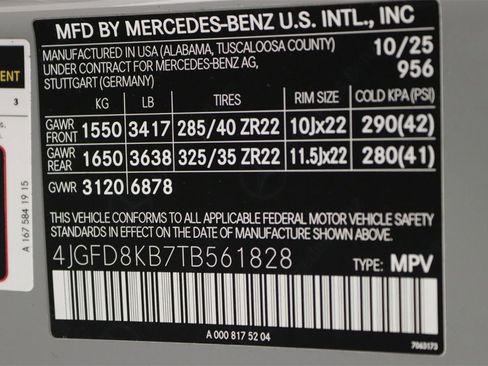 MFD BY MERCEDES-BENZ U.S. INTL., INC
MANUFACTURED IN USA (ALABAMA, TUSCALOOSA COUNTY) 10/25
UNDER CONTRACT FOR MERCEDES-BENZ AG, 956
STUTTGART (GERMANY)
KG LB TIRES RIM SIZE COLD KPA (PSI)
GAWR FRONT 1550 3417 285/40 ZR22 10Jx22 290(42)
GAWR REAR 1650 3638 325/35 ZR22 11.5Jx22 280(41)
GVWR 3120 6878
THIS VEHICLE CONFORMS TO ALL APPLICABLE FEDERAL MOTOR VEHICLE SAFETY
STANDARDS IN EFFECT ON THE DATE OF MANUFACTURE SHOWN ABOVE.
4JGFD8KB7TB561828 TYPE: MPV
A 000 817 52 04
7063173
3
A 167 584 19 15